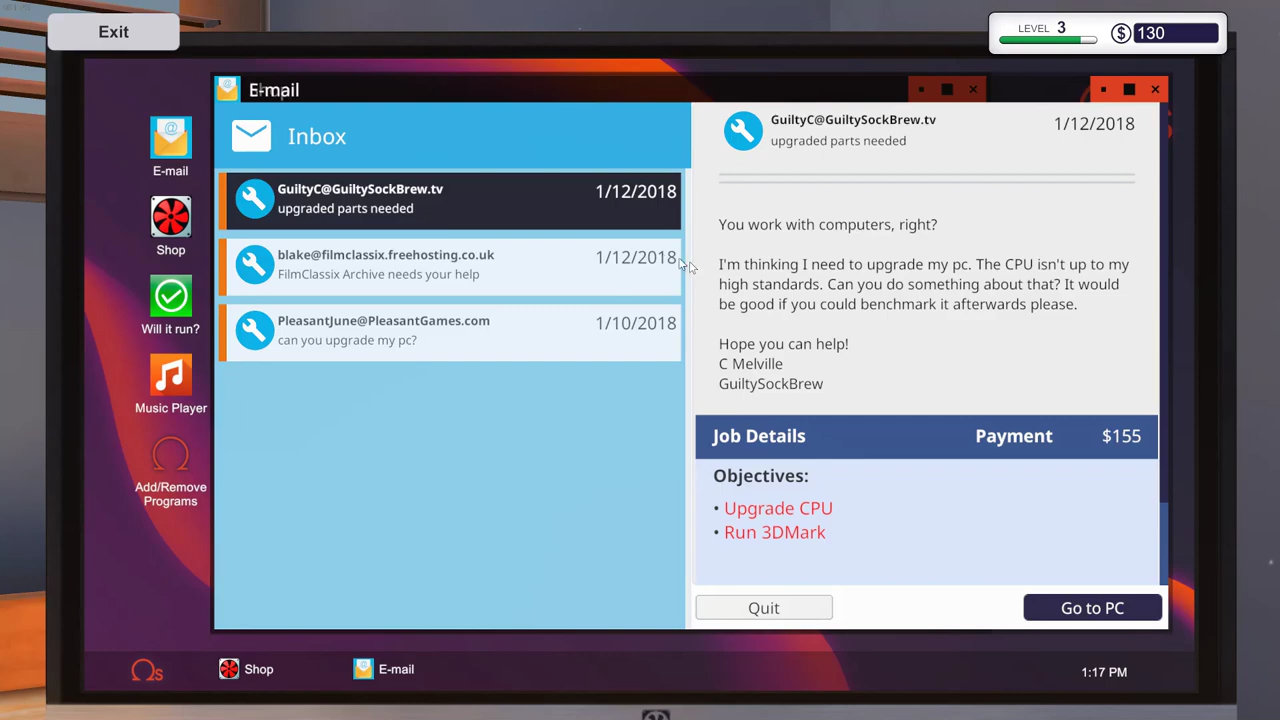 Exit
LEVEL 3
$ 130
E-mail
Inbox
GuiltyC@GuiltySockBrew.tv 1/12/2018
upgraded parts needed
blake@filmclassix.freehosting.co.uk 1/12/2018
FilmClassix Archive needs your help
PleasantJune@PleasantGames.com 1/10/2018
can you upgrade my pc?
GuiltyC@GuiltySockBrew.tv 1/12/2018
upgraded parts needed
You work with computers, right?
I'm thinking I need to upgrade my pc. The CPU isn't up to my
high standards. Can you do something about that? It would
be good if you could benchmark it afterwards please.
Hope you can help!
C Melville
GuiltySockBrew
Job Details Payment $155
Objectives:
• Upgrade CPU
• Run 3DMark
Quit Go to PC
E-mail
Shop
Will it run?
Music Player
Add/Remove
Programs
Ωs Shop E-mail 1:17 PM